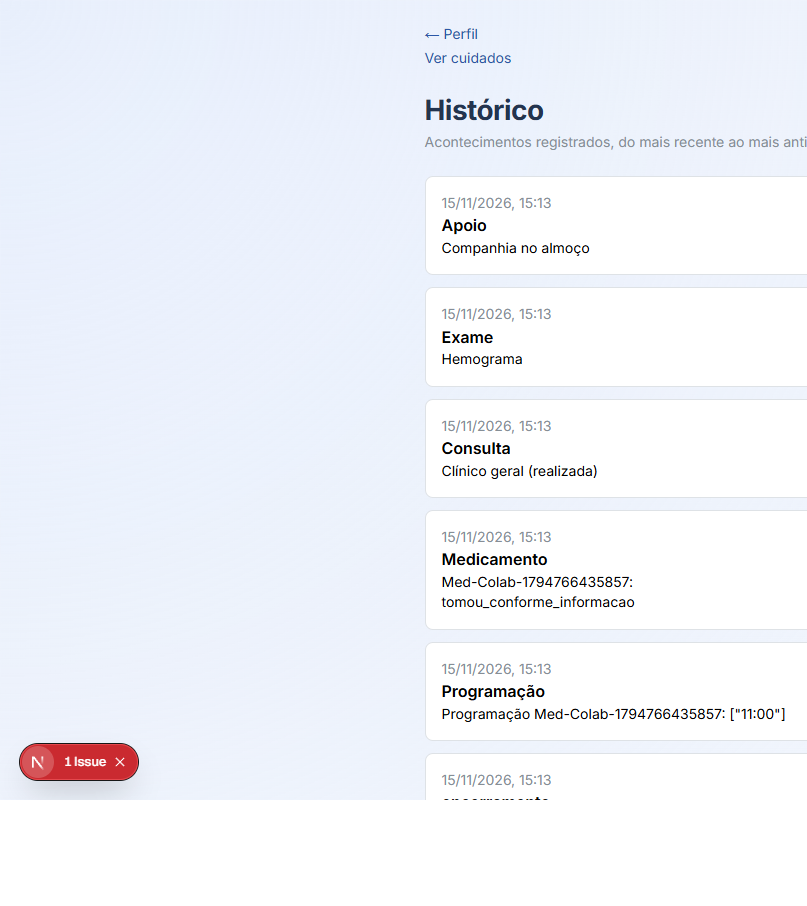 ← Perfil
Ver cuidados
Histórico
Acontecimentos registrados, do mais recente ao mais anti
15/11/2026, 15:13
Apoio
Companhia no almoço
15/11/2026, 15:13
Exame
Hemograma
15/11/2026, 15:13
Consulta
Clínico geral (realizada)
15/11/2026, 15:13
Medicamento
Med-Colab-1794766435857:
tomou_conforme_informacao
15/11/2026, 15:13
Programação
Programação Med-Colab-1794766435857: ["11:00"]
15/11/2026, 15:13
N 1 Issue ×